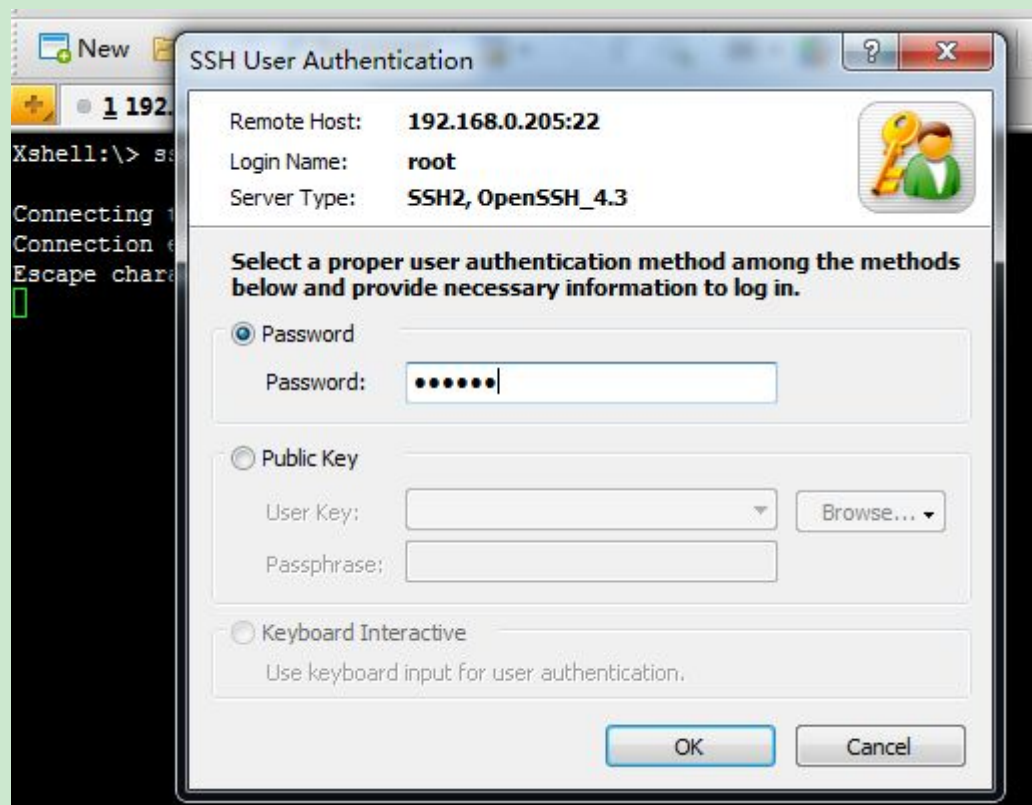 New
SSH User Authentication
1 192.
Remote Host: 192.168.0.205:22
Login Name: root
Server Type: SSH2, OpenSSH_4.3
Xshell:\> s
Connecting
Connection
Escape chara
Select a proper user authentication method among the methods
below and provide necessary information to log in.
Password
Password: ●●●●●●
Public Key
User Key:
Browse...
Passphrase:
Keyboard Interactive
Use keyboard input for user authentication.
OK
Cancel